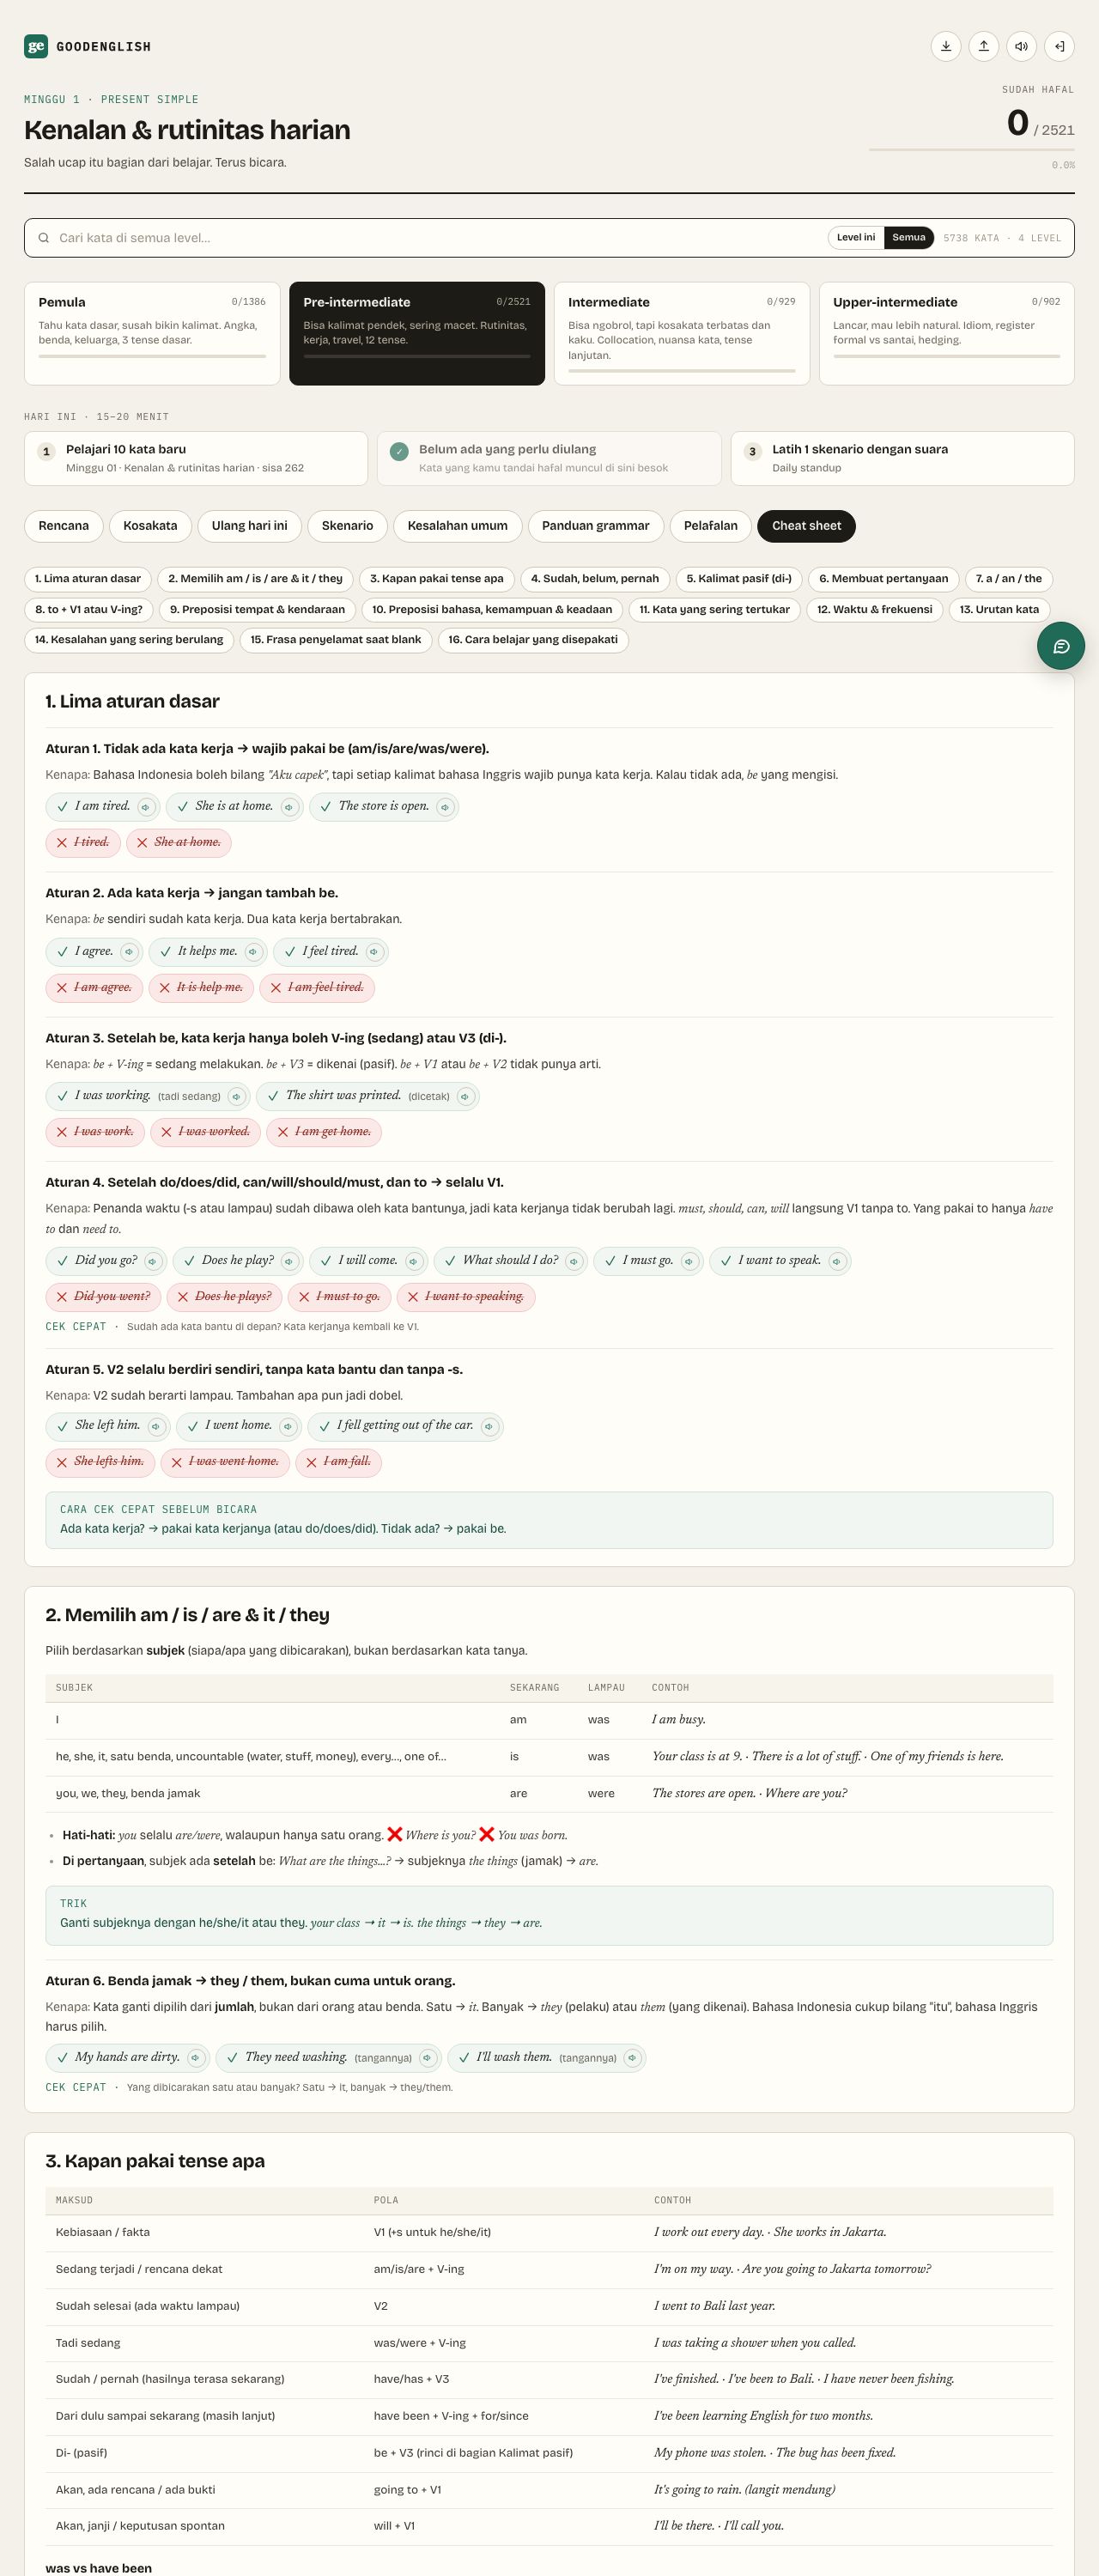 ge GOODENGLISH
MINGGU 1 · PRESENT SIMPLE
Kenalan & rutinitas harian
Salah ucap itu bagian dari belajar. Terus bicara.
SUDAH HAFAL
0 / 2521
0.0%
Cari kata di semua level...
Level ini Semua 5738 KATA · 4 LEVEL
Pemula 0/1386
Tahu kata dasar, susah bikin kalimat. Angka,
benda, keluarga, 3 tense dasar.
Pre-intermediate 0/2521
Bisa kalimat pendek, sering macet. Rutinitas,
kerja, travel, 12 tense.
Intermediate 0/929
Bisa ngobrol, tapi kosakata terbatas dan
kaku. Collocation, nuansa kata, tense
lanjutan.
Upper-intermediate 0/902
Lancar, mau lebih natural. Idiom, register
formal vs santai, hedging.
HARI INI · 15–20 MENIT
1 Pelajari 10 kata baru
Minggu 01 · Kenalan & rutinitas harian · sisa 262
✓ Belum ada yang perlu diulang
Kata yang kamu tandai hafal muncul di sini besok
3 Latih 1 skenario dengan suara
Daily standup
Rencana Kosakata Ulang hari ini Skenario Kesalahan umum Panduan grammar Pelafalan Cheat sheet
1. Lima aturan dasar 2. Memilih am / is / are & it / they 3. Kapan pakai tense apa 4. Sudah, belum, pernah 5. Kalimat pasif (di-) 6. Membuat pertanyaan 7. a / an / the
8. to + V1 atau V-ing? 9. Preposisi tempat & kendaraan 10. Preposisi bahasa, kemampuan & keadaan 11. Kata yang sering tertukar 12. Waktu & frekuensi 13. Urutan kata
14. Kesalahan yang sering berulang 15. Frasa penyelamat saat blank 16. Cara belajar yang disepakati
1. Lima aturan dasar
Aturan 1. Tidak ada kata kerja → wajib pakai be (am/is/are/was/were).
Kenapa: Bahasa Indonesia boleh bilang "Aku capek", tapi setiap kalimat bahasa Inggris wajib punya kata kerja. Kalau tidak ada, be yang mengisi.
✓ I am tired. ✓ She is at home. ✓ The store is open.
✕ I tired. ✕ She at home.
Aturan 2. Ada kata kerja → jangan tambah be.
Kenapa: be sendiri sudah kata kerja. Dua kata kerja bertabrakan.
✓ I agree. ✓ It helps me. ✓ I feel tired.
✕ I am agree. ✕ It is help me. ✕ I am feel tired.
Aturan 3. Setelah be, kata kerja hanya boleh V-ing (sedang) atau V3 (di-).
Kenapa: be + V-ing = sedang melakukan. be + V3 = dikenai (pasif). be + V1 atau be + V2 tidak punya arti.
✓ I was working. (tadi sedang) ✓ The shirt was printed. (dicetak)
✕ I was work. ✕ I was worked. ✕ I am get home.
Aturan 4. Setelah do/does/did, can/will/should/must, dan to → selalu V1.
Kenapa: Penanda waktu (-s atau lampau) sudah dibawa oleh kata bantunya, jadi kata kerjanya tidak berubah lagi. must, should, can, will langsung V1 tanpa to. Yang pakai to hanya have
to dan need to.
✓ Did you go? ✓ Does he play? ✓ I will come. ✓ What should I do? ✓ I must go. ✓ I want to speak.
✕ Did you went? ✕ Does he plays? ✕ I must to go. ✕ I want to speaking.
CEK CEPAT · Sudah ada kata bantu di depan? Kata kerjanya kembali ke V1.
Aturan 5. V2 selalu berdiri sendiri, tanpa kata bantu dan tanpa -s.
Kenapa: V2 sudah berarti lampau. Tambahan apa pun jadi dobel.
✓ She left him. ✓ I went home. ✓ I fell getting out of the car.
✕ She lefts him. ✕ I was went home. ✕ I am fall.
CARA CEK CEPAT SEBELUM BICARA
Ada kata kerja? → pakai kata kerjanya (atau do/does/did). Tidak ada? → pakai be.
2. Memilih am / is / are & it / they
Pilih berdasarkan subjek (siapa/apa yang dibicarakan), bukan berdasarkan kata tanya.
SUBJEK SEKARANG LAMPAU CONTOH
I am was I am busy.
he, she, it, satu benda, uncountable (water, stuff, money), every..., one of... is was Your class is at 9. · There is a lot of stuff. · One of my friends is here.
you, we, they, benda jamak are were The stores are open. · Where are you?
• Hati-hati: you selalu are/were, walaupun hanya satu orang. ❌ Where is you? ❌ You was born.
• Di pertanyaan, subjek ada setelah be: What are the things...? → subjeknya the things (jamak) → are.
TRIK
Ganti subjeknya dengan he/she/it atau they. your class → it → is. the things → they → are.
Aturan 6. Benda jamak → they / them, bukan cuma untuk orang.
Kenapa: Kata ganti dipilih dari jumlah, bukan dari orang atau benda. Satu → it. Banyak → they (pelaku) atau them (yang dikenai). Bahasa Indonesia cukup bilang "itu", bahasa Inggris
harus pilih.
✓ My hands are dirty. ✓ They need washing. (tangannya) ✓ I'll wash them. (tangannya)
CEK CEPAT · Yang dibicarakan satu atau banyak? Satu → it, banyak → they/them.
3. Kapan pakai tense apa
MAKSUD POLA CONTOH
Kebiasaan / fakta V1 (+s untuk he/she/it) I work out every day. · She works in Jakarta.
Sedang terjadi / rencana dekat am/is/are + V-ing I'm on my way. · Are you going to Jakarta tomorrow?
Sudah selesai (ada waktu lampau) V2 I went to Bali last year.
Tadi sedang was/were + V-ing I was taking a shower when you called.
Sudah / pernah (hasilnya terasa sekarang) have/has + V3 I've finished. · I've been to Bali. · I have never been fishing.
Dari dulu sampai sekarang (masih lanjut) have been + V-ing + for/since I've been learning English for two months.
Di- (pasif) be + V3 (rinci di bagian Kalimat pasif) My phone was stolen. · The bug has been fixed.
Akan, ada rencana / ada bukti going to + V1 It's going to rain. (langit mendung)
Akan, janji / keputusan spontan will + V1 I'll be there. · I'll call you.
was vs have been